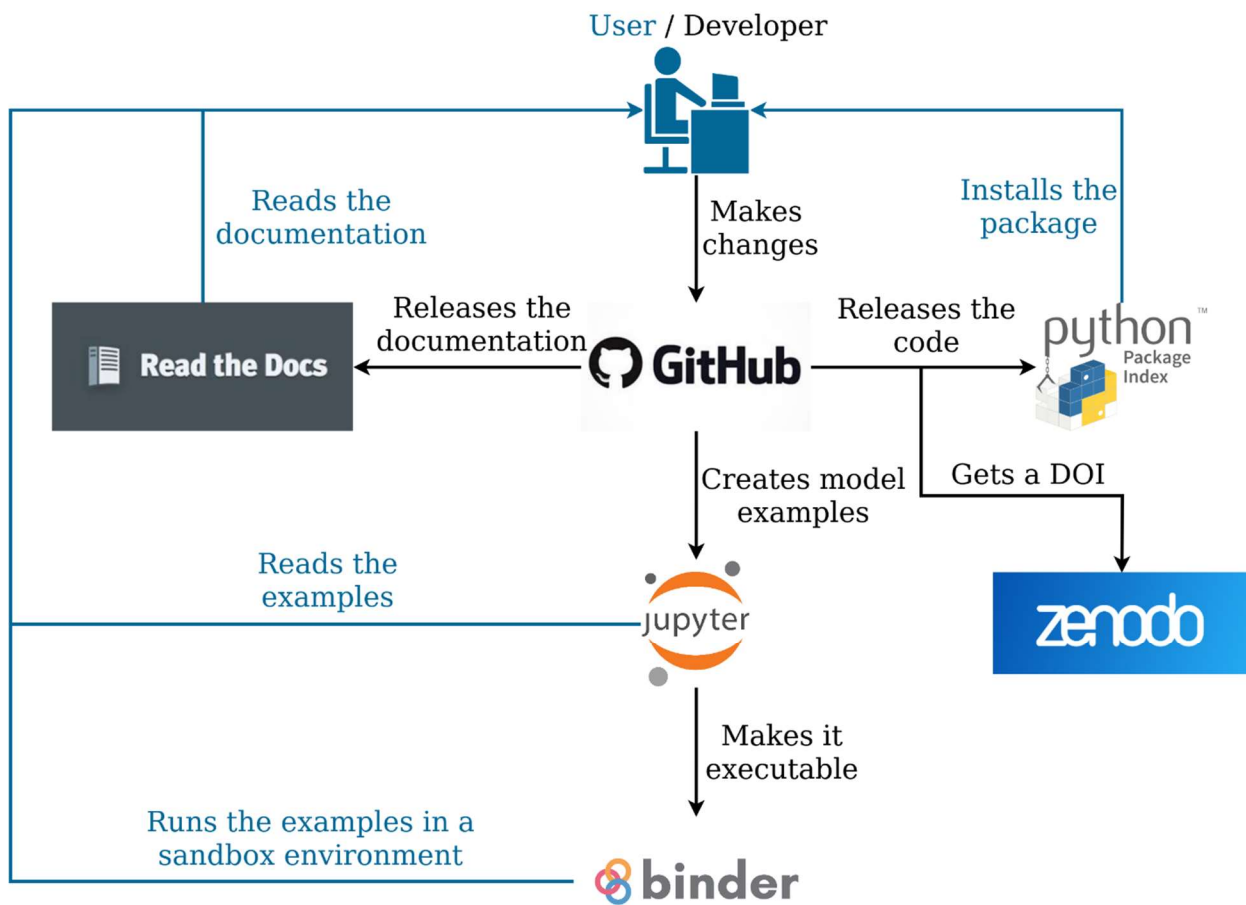 User / Developer
Reads the
documentation
Makes
changes
Installs the
package
Read the Docs
Releases the
documentation
GitHub
Releases the
code
python™
Package
Index
Creates model
examples
Gets a DOI
Reads the
examples
jupyter
zenodo
Makes it
executable
Runs the examples in a
sandbox environment
binder